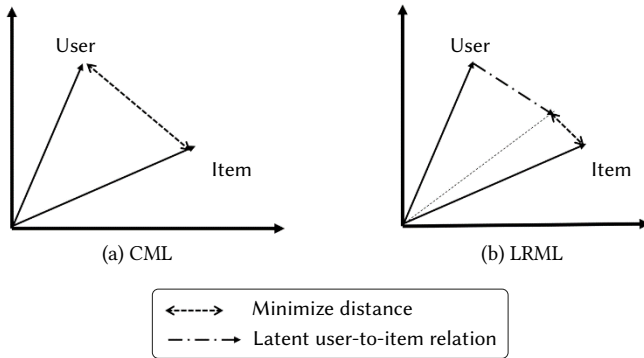 User
Item
(a) CML
User
Item
(b) LRML
Minimize distance
Latent user-to-item relation